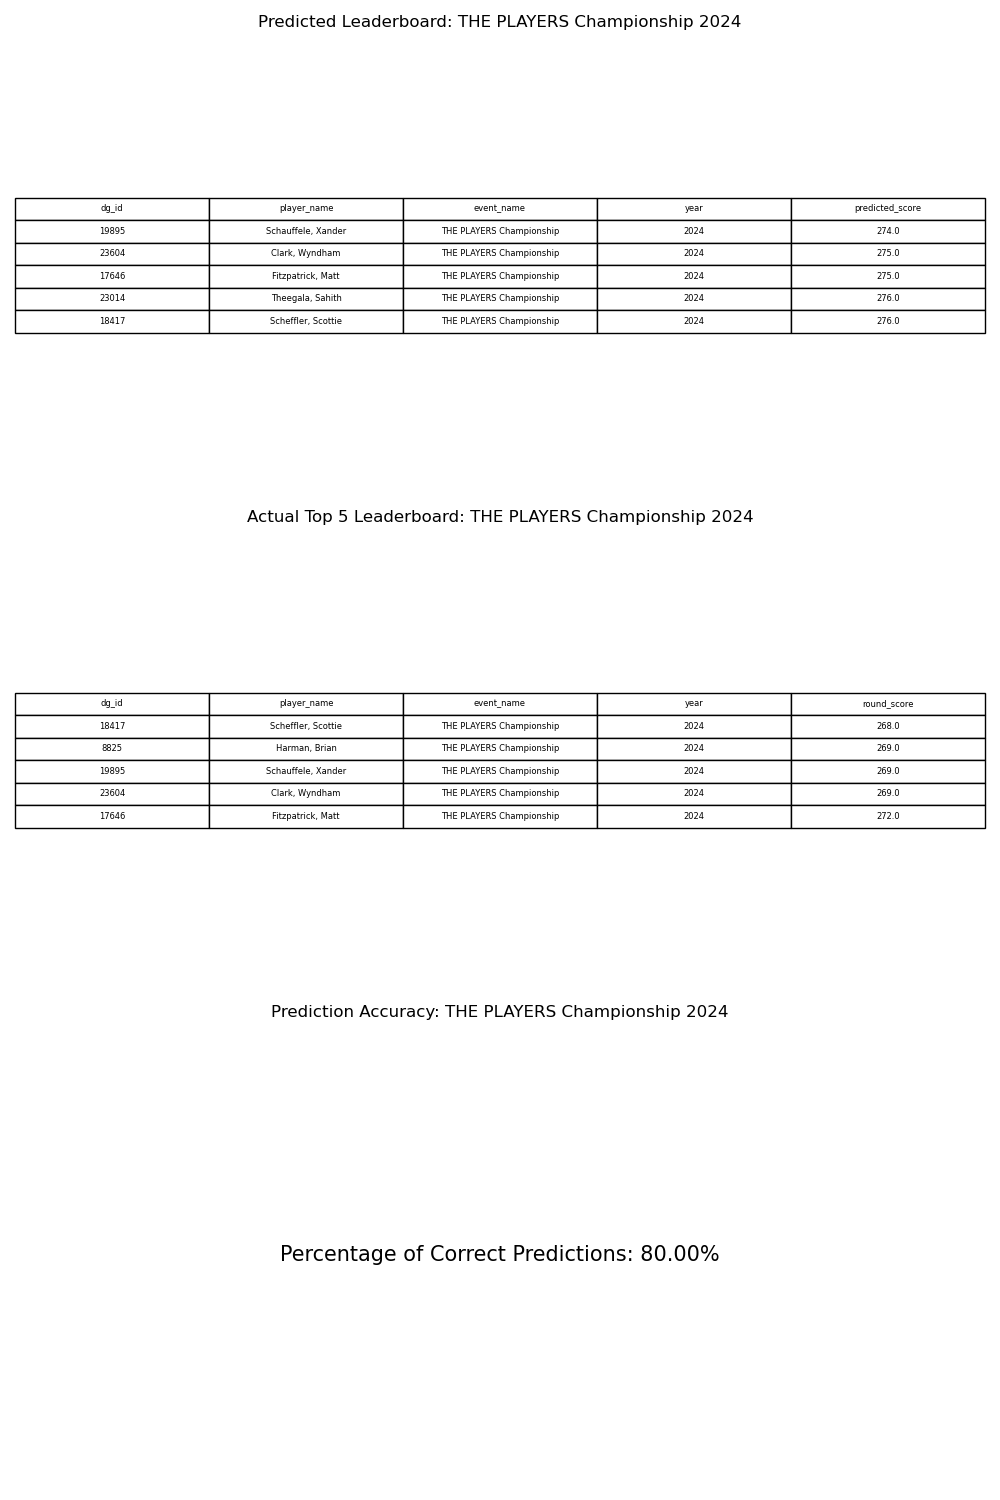 Predicted Leaderboard: THE PLAYERS Championship 2024
dg_id player_name event_name year predicted_score
19895 Schauffele, Xander THE PLAYERS Championship 2024 274.0
23604 Clark, Wyndham THE PLAYERS Championship 2024 275.0
17646 Fitzpatrick, Matt THE PLAYERS Championship 2024 275.0
23014 Theegala, Sahith THE PLAYERS Championship 2024 276.0
18417 Scheffler, Scottie THE PLAYERS Championship 2024 276.0
Actual Top 5 Leaderboard: THE PLAYERS Championship 2024
dg_id player_name event_name year round_score
18417 Scheffler, Scottie THE PLAYERS Championship 2024 268.0
8825 Harman, Brian THE PLAYERS Championship 2024 269.0
19895 Schauffele, Xander THE PLAYERS Championship 2024 269.0
23604 Clark, Wyndham THE PLAYERS Championship 2024 269.0
17646 Fitzpatrick, Matt THE PLAYERS Championship 2024 272.0
Prediction Accuracy: THE PLAYERS Championship 2024
Percentage of Correct Predictions: 80.00%